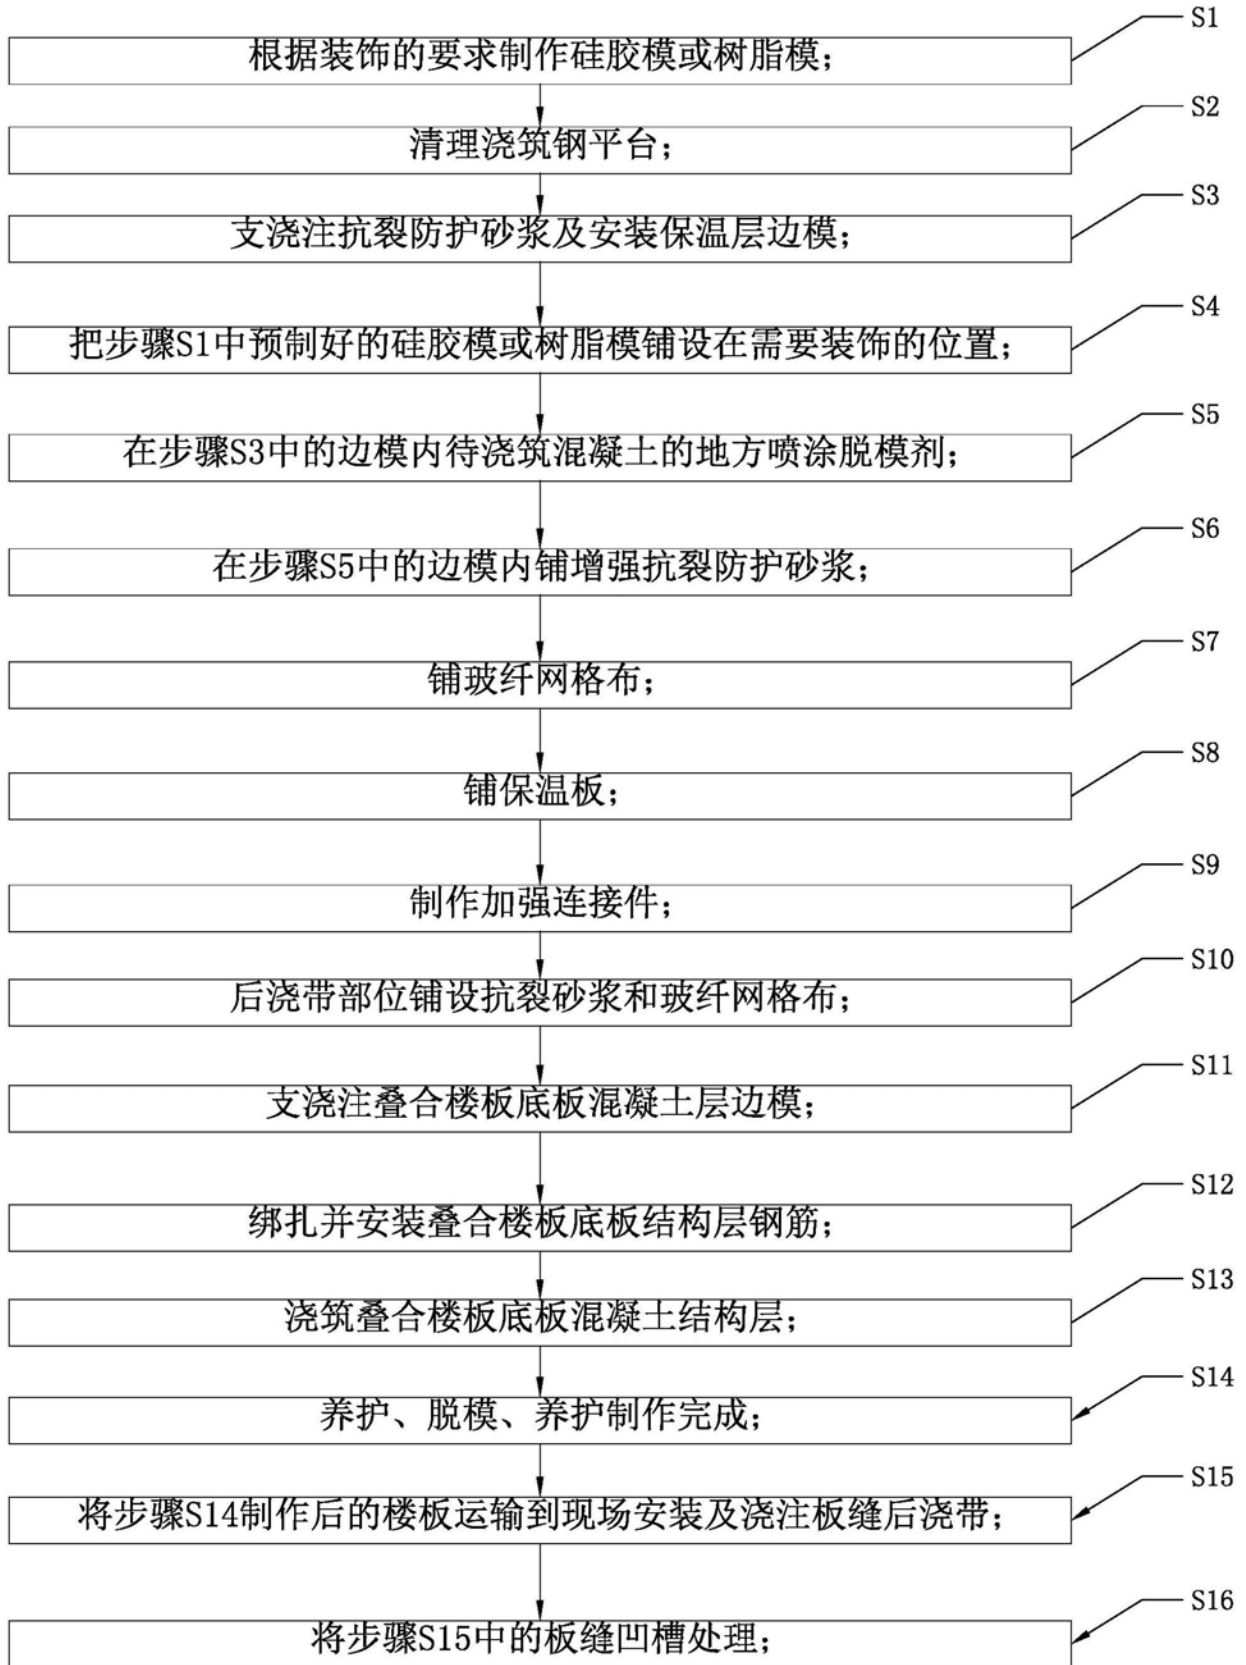 S1
根据装饰的要求制作硅胶模或树脂模；
S2
清理浇筑钢平台；
S3
支浇注抗裂防护砂浆及安装保温层边模；
S4
把步骤S1中预制好的硅胶模或树脂模铺设在需要装饰的位置；
S5
在步骤S3中的边模内待浇筑混凝土的地方喷涂脱模剂；
S6
在步骤S5中的边模内铺增强抗裂防护砂浆；
S7
铺玻纤网格布；
S8
铺保温板；
S9
制作加强连接件；
S10
后浇带部位铺设抗裂砂浆和玻纤网格布；
S11
支浇注叠合楼板底板混凝土层边模；
S12
绑扎并安装叠合楼板底板结构层钢筋；
S13
浇筑叠合楼板底板混凝土结构层；
S14
养护、脱模、养护制作完成；
S15
将步骤S14制作后的楼板运输到现场安装及浇注板缝后浇带；
S16
将步骤S15中的板缝凹槽处理；